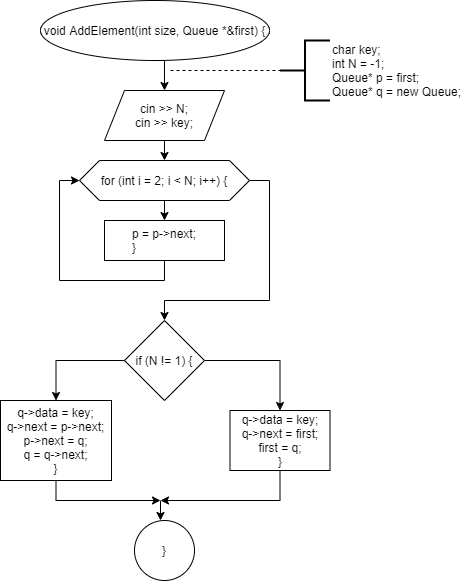 void AddElement(int size, Queue *&first) {
char key;
int N = -1;
Queue* p = first;
Queue* q = new Queue;
cin >> N;
cin >> key;
for (int i = 2; i < N; i++) {
p = p->next;
}
if (N != 1) {
q->data = key;
q->next = p->next;
p->next = q;
q = q->next;
}
q->data = key;
q->next = first;
first = q;
}
}